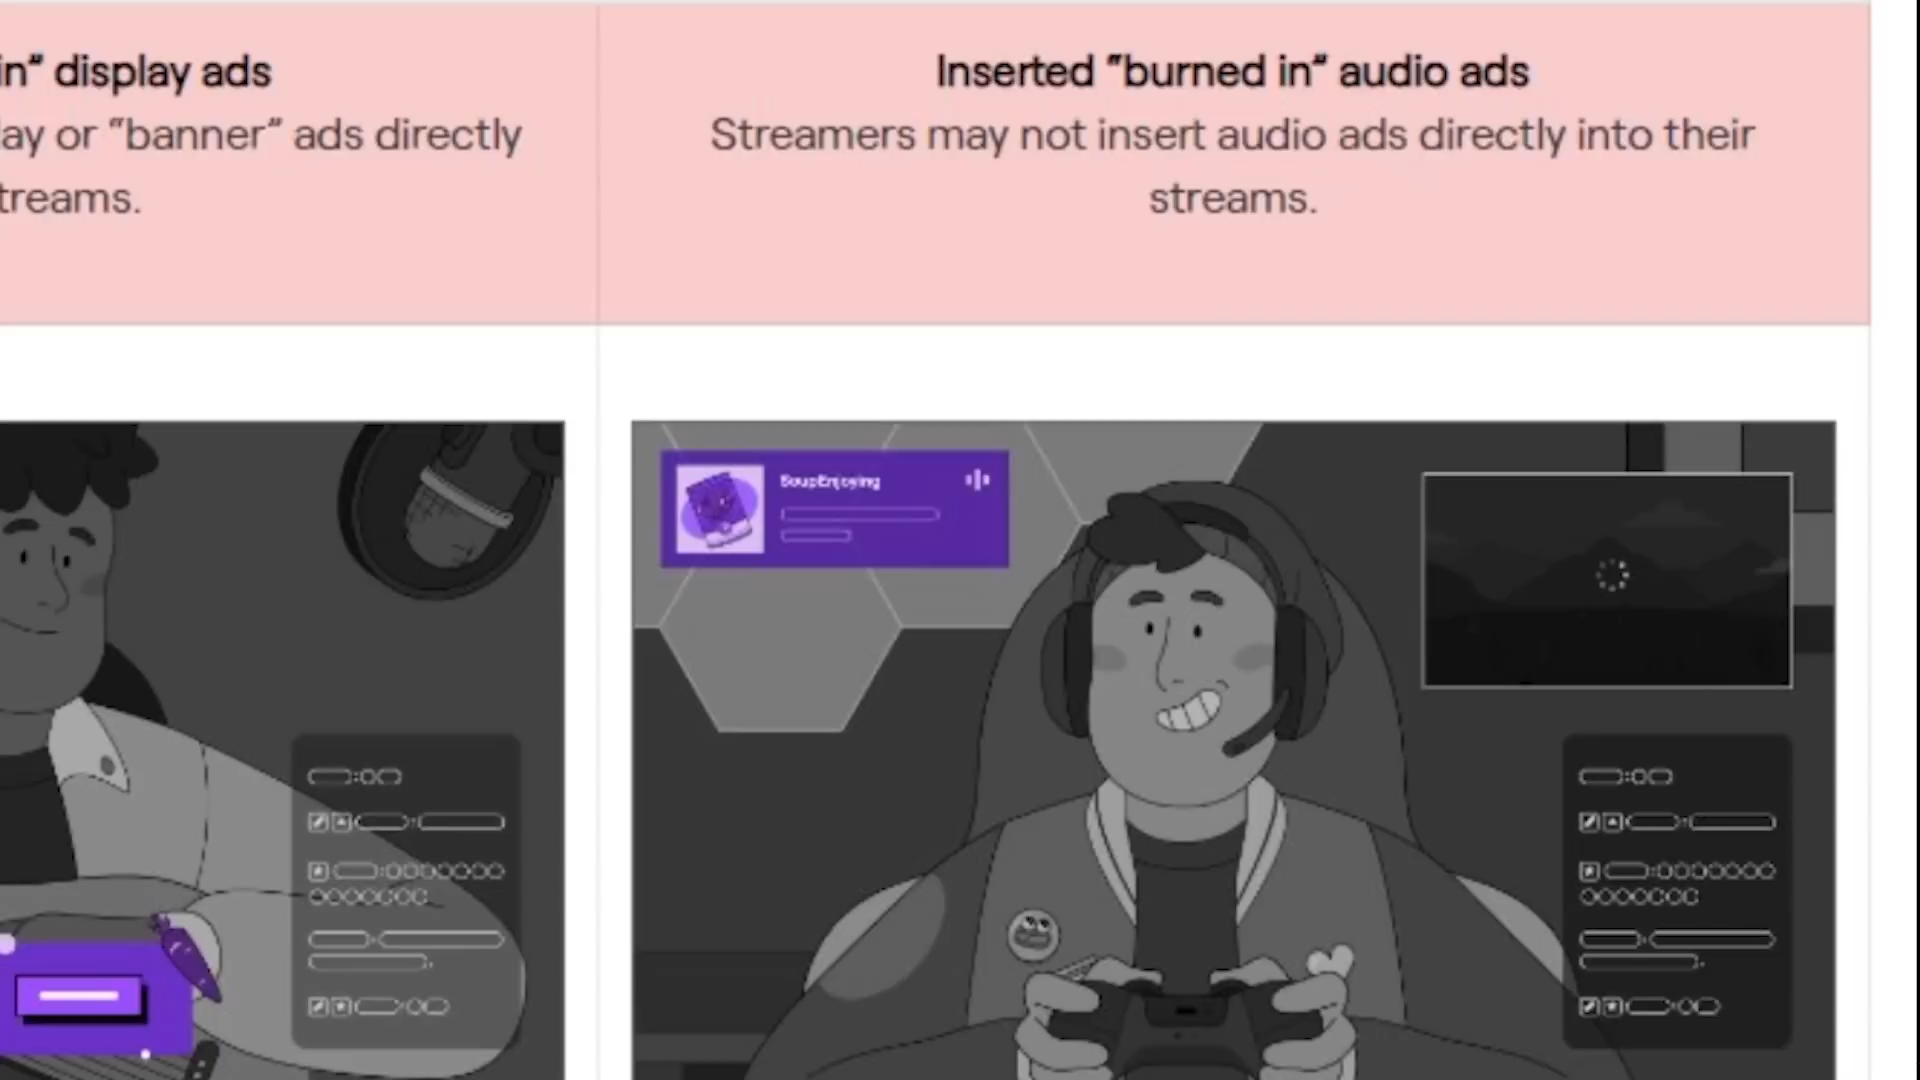 in” display ads
lay or “banner” ads directly
treams.
Inserted “burned in” audio ads
Streamers may not insert audio ads directly into their
streams.
SoupEnjoying